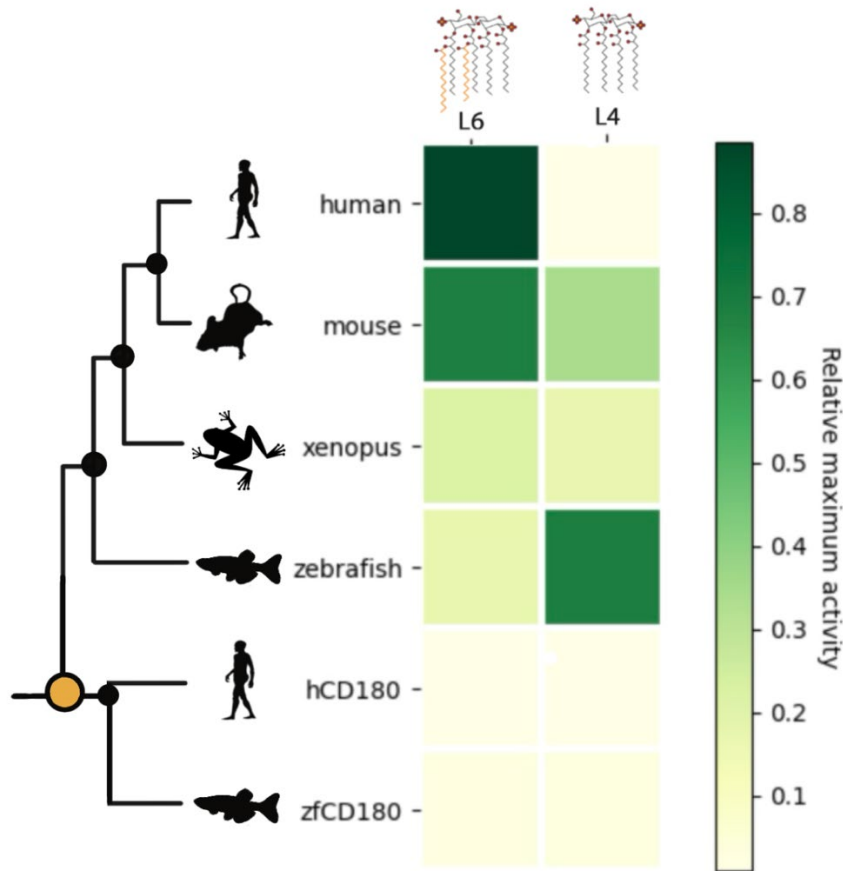 L6
L4
human
mouse
xenopus
zebrafish
hCD180
zfCD180
0.8
0.7
0.6
0.5
0.4
0.3
0.2
0.1
Relative maximum activity